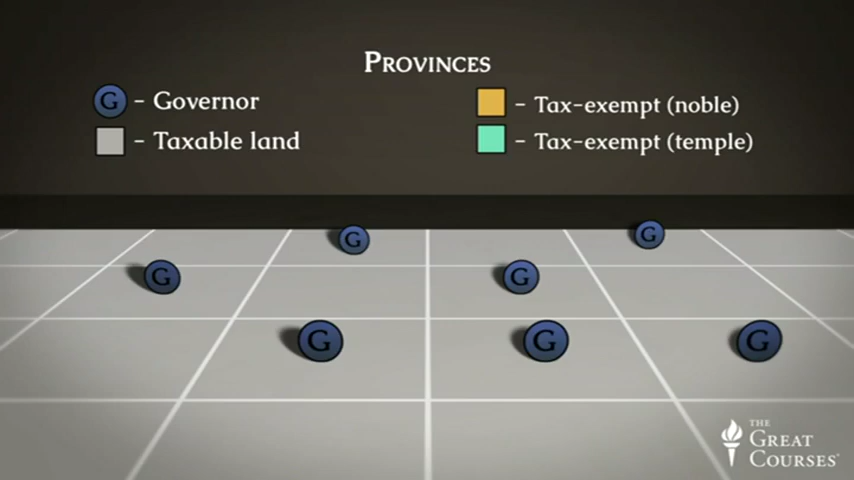 PROVINCES
G - Governor
- Taxable land
- Tax-exempt (noble)
- Tax-exempt (temple)
G
G
G
G
G
G
G
THE
GREAT
COURSES